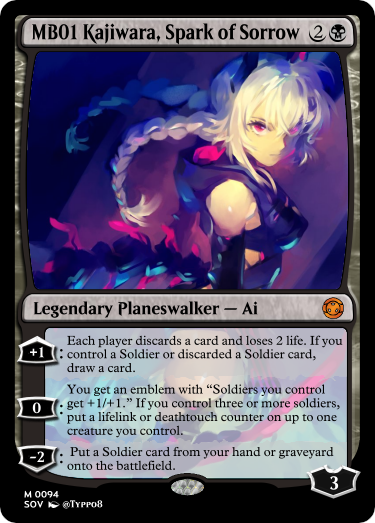 MB01 Kajiwara, Spark of Sorrow 2
Legendary Planeswalker — Ai
+1: Each player discards a card and loses 2 life. If you
control a Soldier or discarded a Soldier card,
draw a card.
0: You get an emblem with “Soldiers you control
get +1/+1.” If you control three or more soldiers,
put a lifelink or deathtouch counter on up to one
creature you control.
-2: Put a Soldier card from your hand or graveyard
onto the battlefield.
3
M 0094
SOV @Typpo8